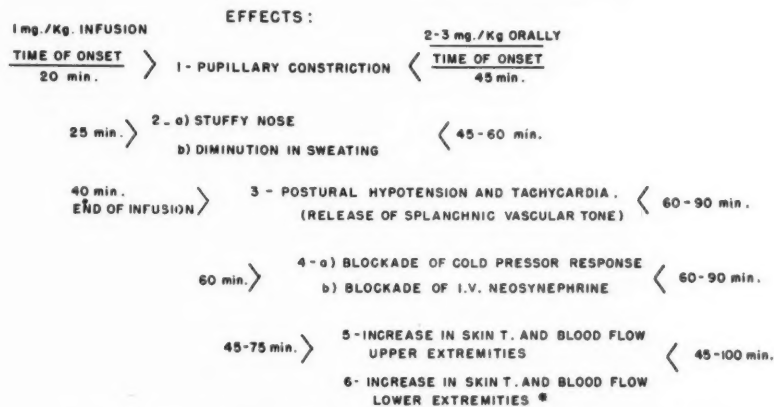 EFFECTS:
1 mg./Kg. INFUSION
TIME OF ONSET
20 min.
1- PUPILLARY CONSTRICTION
2-3 mg./Kg ORALLY
TIME OF ONSET
45 min.
25 min.
2- a) STUFFY NOSE
b) DIMINUTION IN SWEATING
45-60 min.
40 min.
END OF INFUSION
3 - POSTURAL HYPOTENSION AND TACHYCARDIA.
(RELEASE OF SPLANCHNIC VASCULAR TONE)
60-90 min.
60 min.
4-a) BLOCKADE OF COLD PRESSOR RESPONSE
b) BLOCKADE OF I.V. NEOSYNEPHRINE
60-90 min.
45-75 min.
5-INCREASE IN SKIN T. AND BLOOD FLOW
UPPER EXTREMITIES
45-100 min.
6- INCREASE IN SKIN T. AND BLOOD FLOW
LOWER EXTREMITIES *